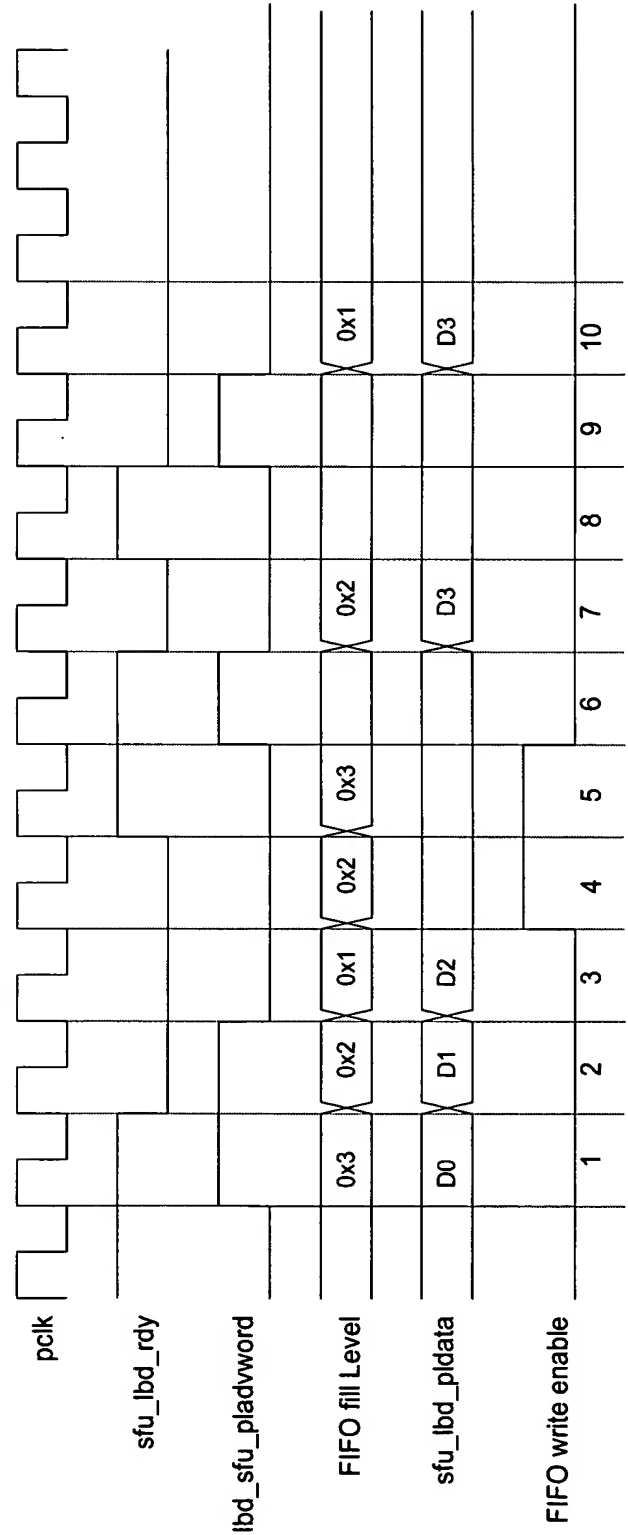 pclk
sfu_lbd_rdy
lbd_sfu_pladvword
FIFO fill Level
0x3 0x2 0x1 0x2 0x3 0x2 0x1
sfu_lbd_pldata
D0 D1 D2 D3 D3
FIFO write enable
1 2 3 4 5 6 7 8 9 10